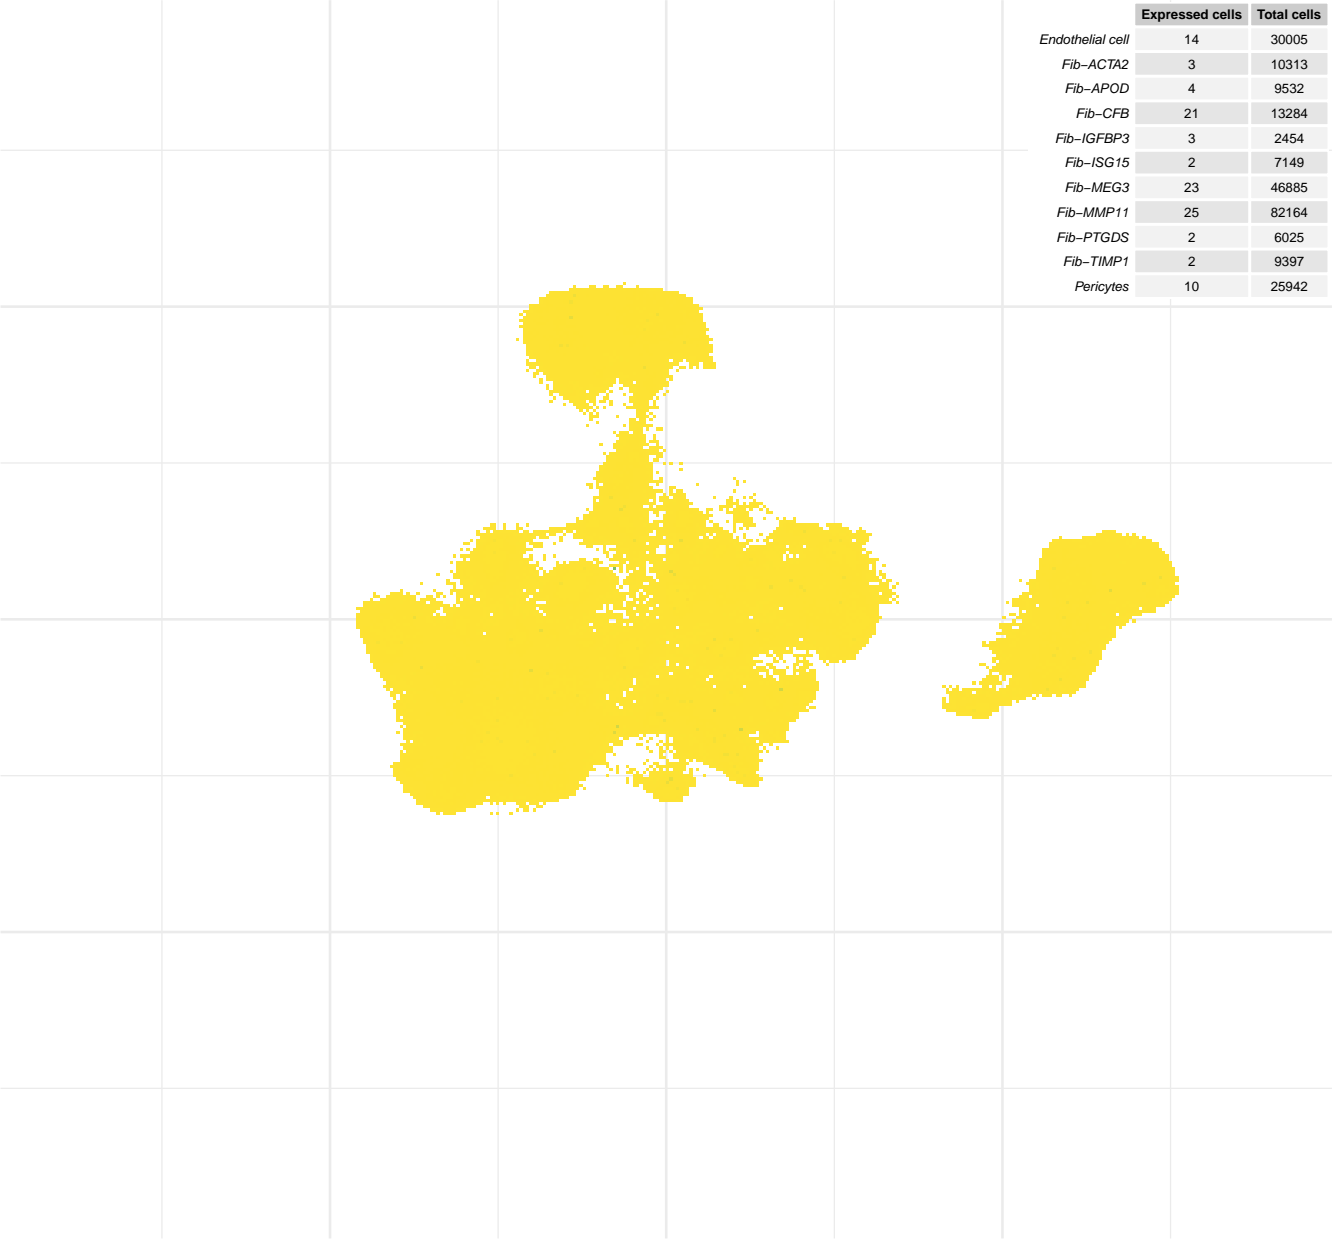 Expressed cells Total cells
Endothelial cell 14 30005
Fib−ACTA2 3 10313
Fib−APOD 4 9532
Fib−CFB 21 13284
Fib−IGFBP3 3 2454
Fib−ISG15 2 7149
Fib−MEG3 23 46885
Fib−MMP11 25 82164
Fib−PTGDS 2 6025
Fib−TIMP1 2 9397
Pericytes 10 25942